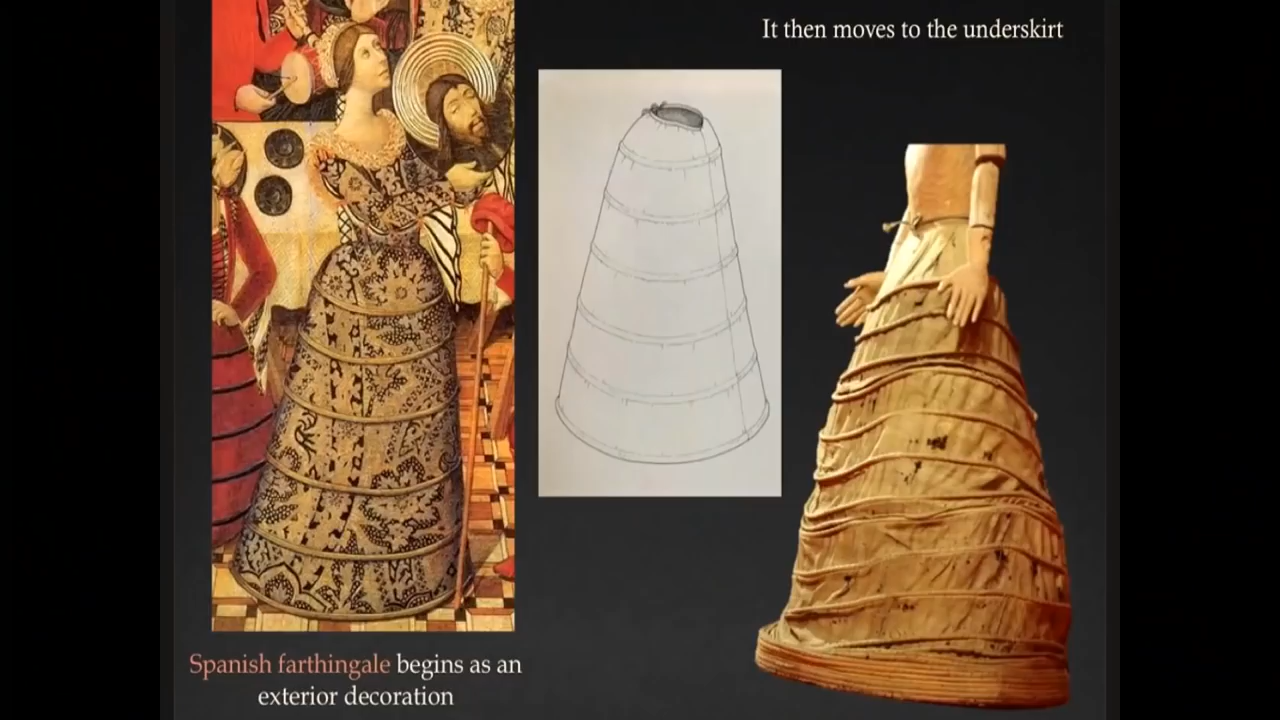 It then moves to the underskirt
Spanish farthingale begins as an
exterior decoration